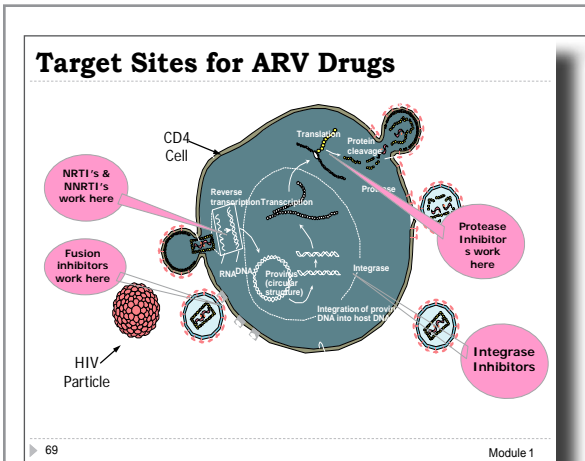 Target Sites for ARV Drugs
CD4
Cell
Translation
Protein
cleavage
Protease
NRTI's &
NNRTI's
work here
Reverse
transcription
Transcription
Protease
Inhibitor
s work
here
Fusion
inhibitors
work here
RNA
DNA
Provirus
(circular
structure)
Integrase
Integration of provirus
DNA into host DNA
Integrase
Inhibitors
HIV
Particle
69
Module 1